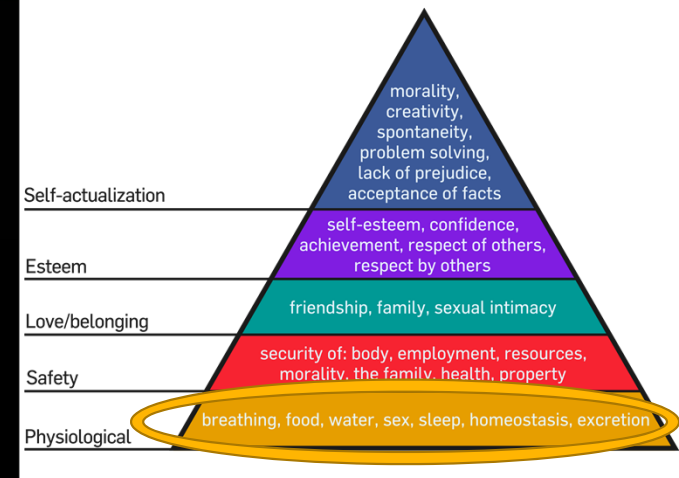 morality,
creativity,
spontaneity,
problem solving,
lack of prejudice,
acceptance of facts
Self-actualization
self-esteem, confidence,
achievement, respect of others,
respect by others
Esteem
friendship, family, sexual intimacy
Love/belonging
security of: body, employment, resources,
morality, the family, health, property
Safety
breathing, food, water, sex, sleep, homeostasis, excretion
Physiological